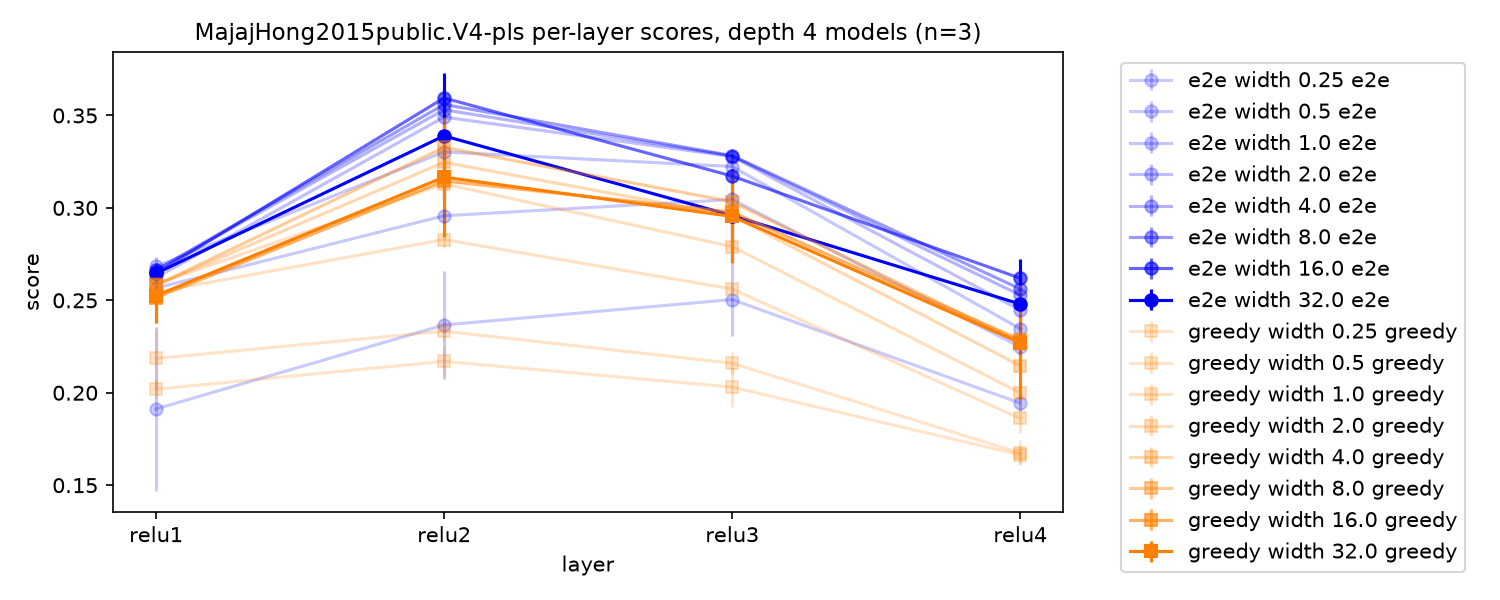 MajajHong2015public.V4-pls per-layer scores, depth 4 models (n=3)
score
0.35
0.30
0.25
0.20
0.15
relu1 relu2 relu3 relu4
layer
e2e width 0.25 e2e
e2e width 0.5 e2e
e2e width 1.0 e2e
e2e width 2.0 e2e
e2e width 4.0 e2e
e2e width 8.0 e2e
e2e width 16.0 e2e
e2e width 32.0 e2e
greedy width 0.25 greedy
greedy width 0.5 greedy
greedy width 1.0 greedy
greedy width 2.0 greedy
greedy width 4.0 greedy
greedy width 8.0 greedy
greedy width 16.0 greedy
greedy width 32.0 greedy